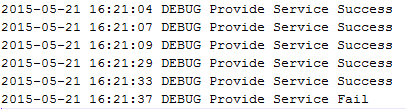 2015-05-21 16:21:04 DEBUG Provide Service Success
2015-05-21 16:21:07 DEBUG Provide Service Success
2015-05-21 16:21:09 DEBUG Provide Service Success
2015-05-21 16:21:29 DEBUG Provide Service Success
2015-05-21 16:21:33 DEBUG Provide Service Success
2015-05-21 16:21:37 DEBUG Provide Service Fail